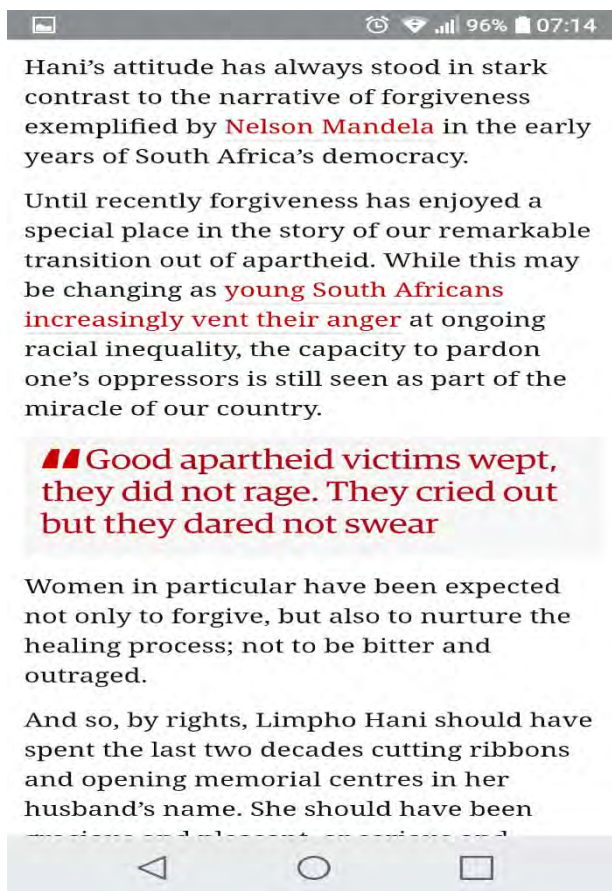 96% 07:14
Hani’s attitude has always stood in stark
contrast to the narrative of forgiveness
exemplified by Nelson Mandela in the early
years of South Africa’s democracy.
Until recently forgiveness has enjoyed a
special place in the story of our remarkable
transition out of apartheid. While this may
be changing as young South Africans
increasingly vent their anger at ongoing
racial inequality, the capacity to pardon
one’s oppressors is still seen as part of the
miracle of our country.
Good apartheid victims wept,
they did not rage. They cried out
but they dared not swear
Women in particular have been expected
not only to forgive, but also to nurture the
healing process; not to be bitter and
outraged.
And so, by rights, Limpho Hani should have
spent the last two decades cutting ribbons
and opening memorial centres in her
husband’s name. She should have been